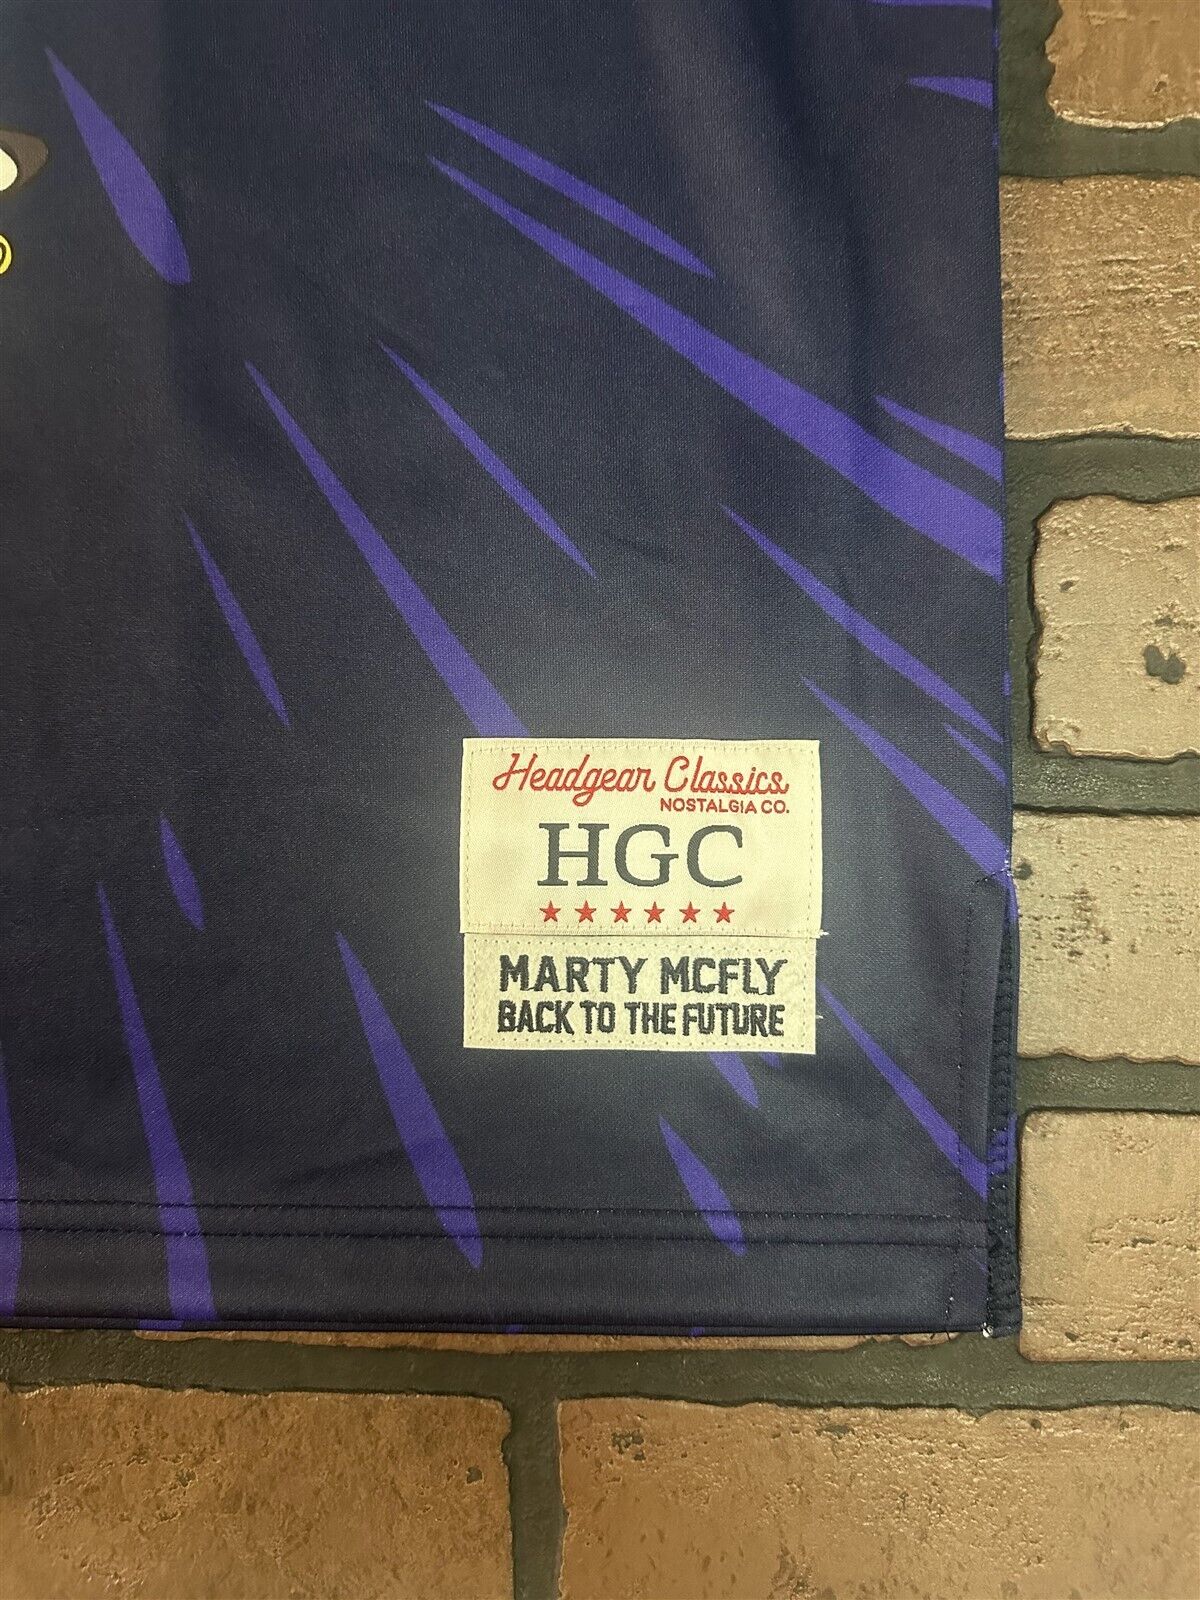 Headgear Classics
NOSTALGIA CO.
HGC
MARTY MCFLY
BACK TO THE FUTURE